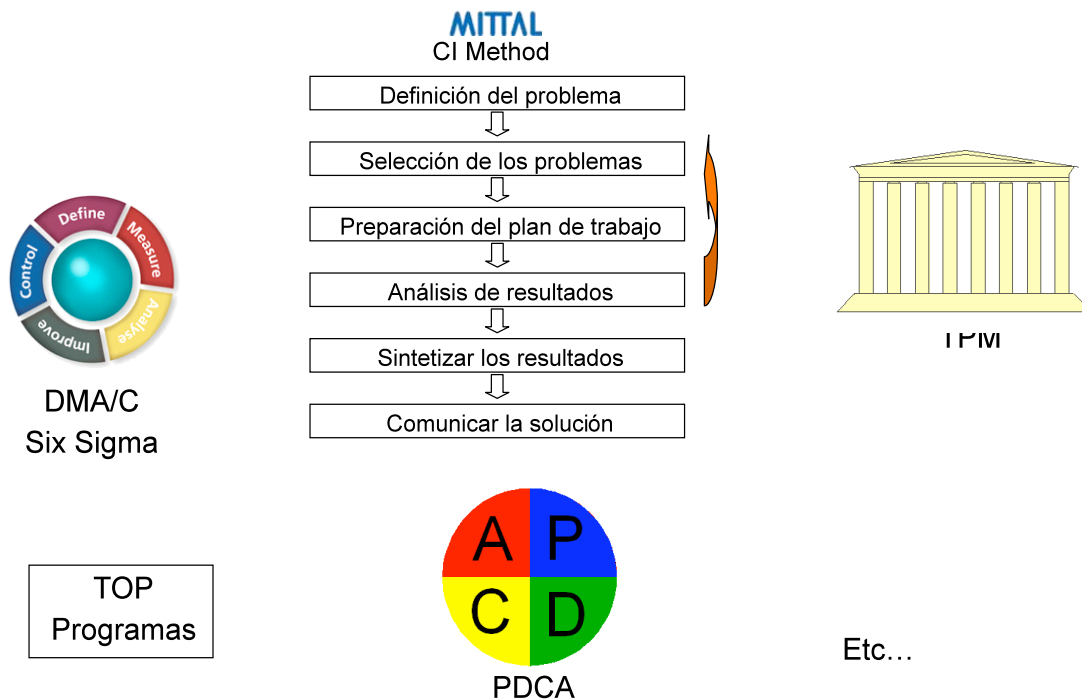 MITTAL
CI Method
Definición del problema
Selección de los problemas
Preparación del plan de trabajo
Análisis de resultados
Sintetizar los resultados
Comunicar la solución
Define
Measure
Analyse
Improve
Control
DMA/C
Six Sigma
TPM
TOP
Programas
A P
C D
PDCA
Etc...